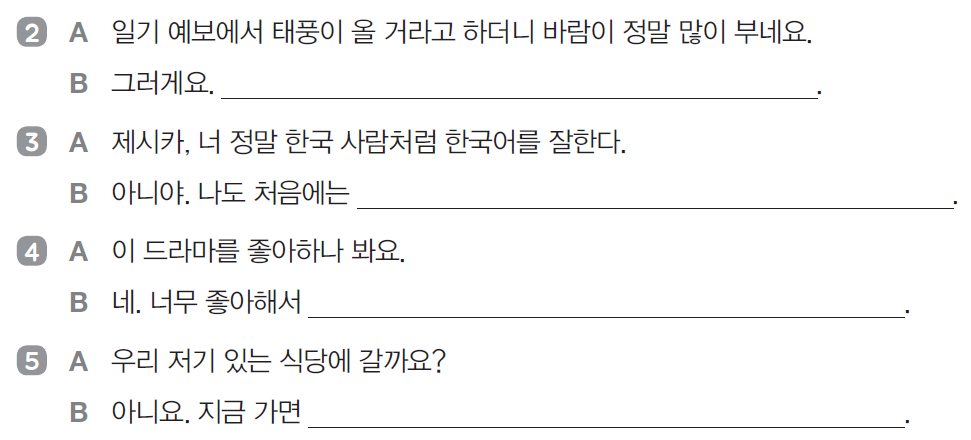 2 A 일기 예보에서 태풍이 올 거라고 하더니 바람이 정말 많이 부네요.
B 그러게요. ______.
3 A 제시카, 너 정말 한국 사람처럼 한국어를 잘한다.
B 아니야. 나도 처음에는 ______.
4 A 이 드라마를 좋아하나 봐요.
B 네. 너무 좋아해서 ______.
5 A 우리 저기 있는 식당에 갈까요?
B 아니요. 지금 가면 ______.